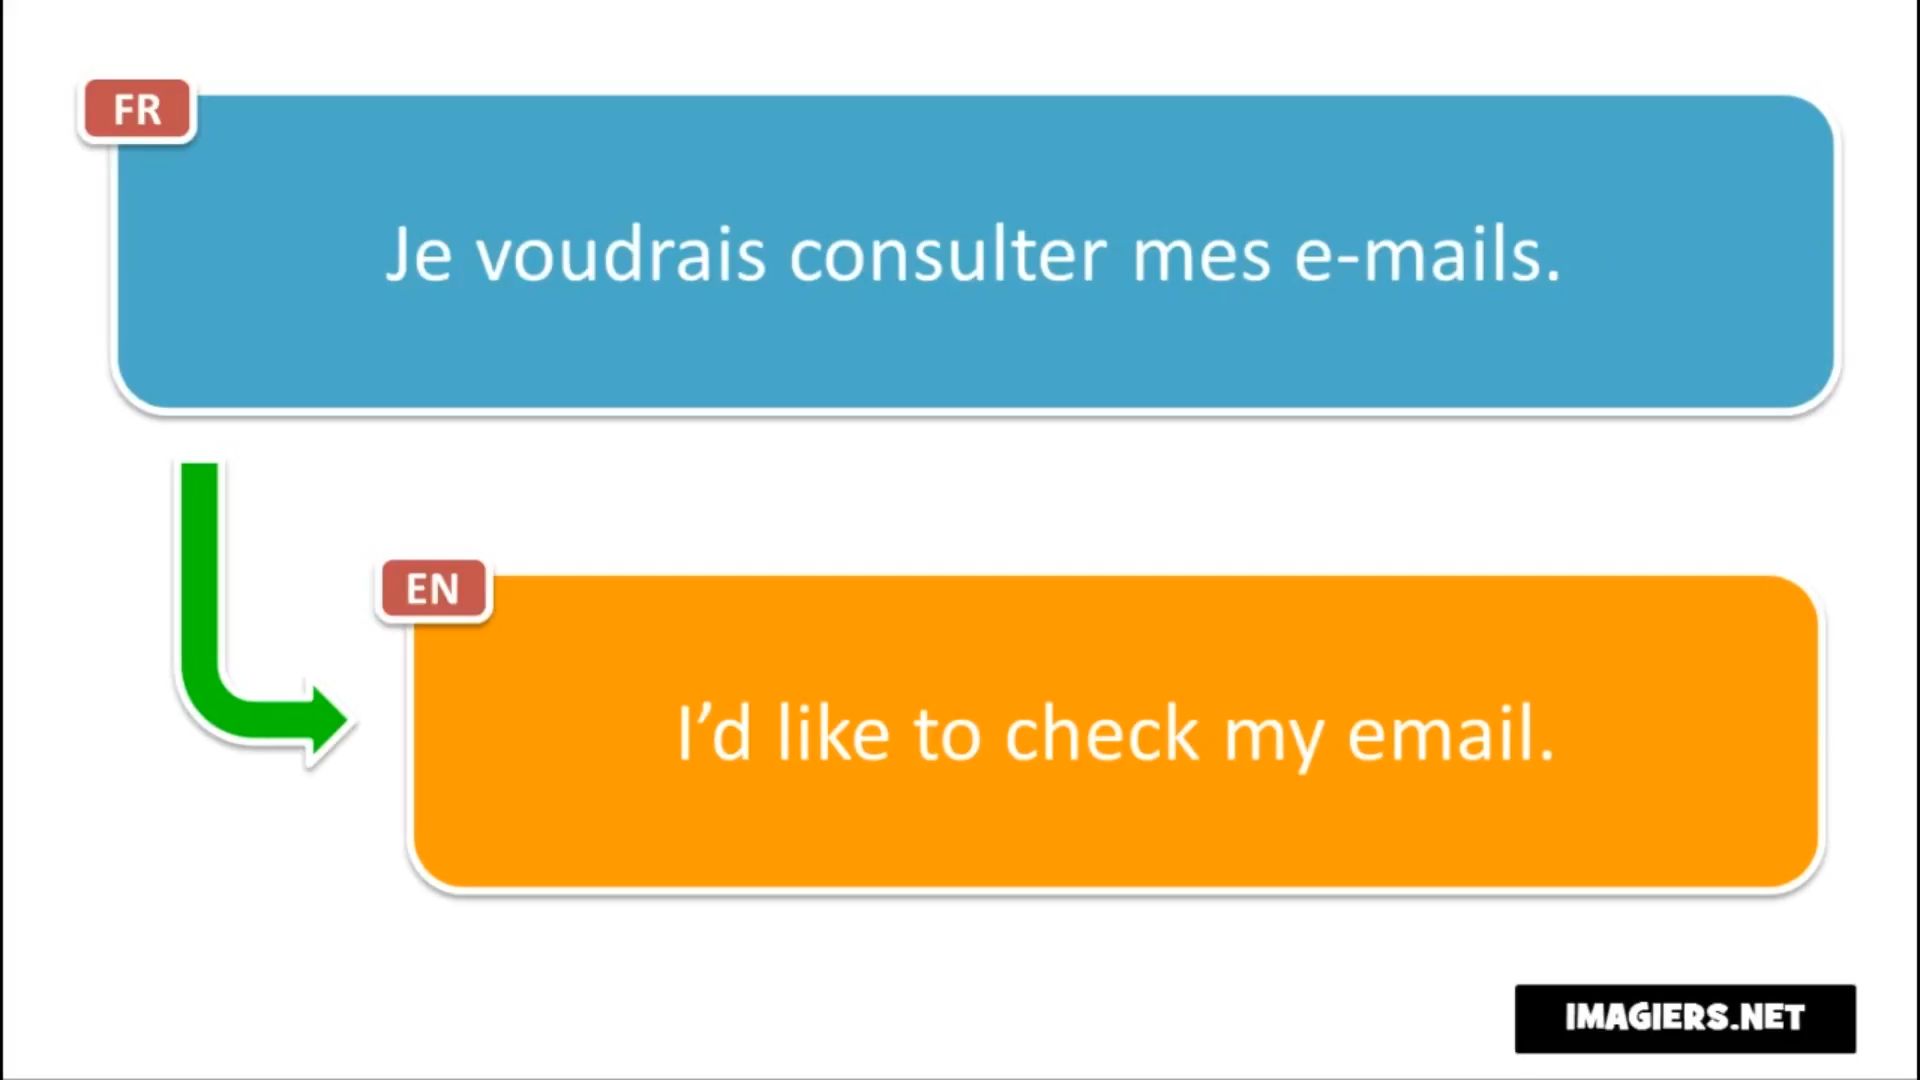 FR
Je voudrais consulter mes e-mails.
EN
I’d like to check my email.
IMAGIERS.NET